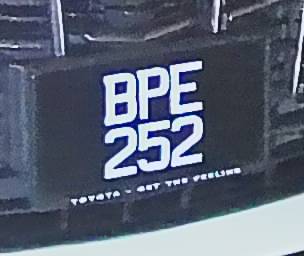 BPE
252
TOYOTA - GET THE FEELING